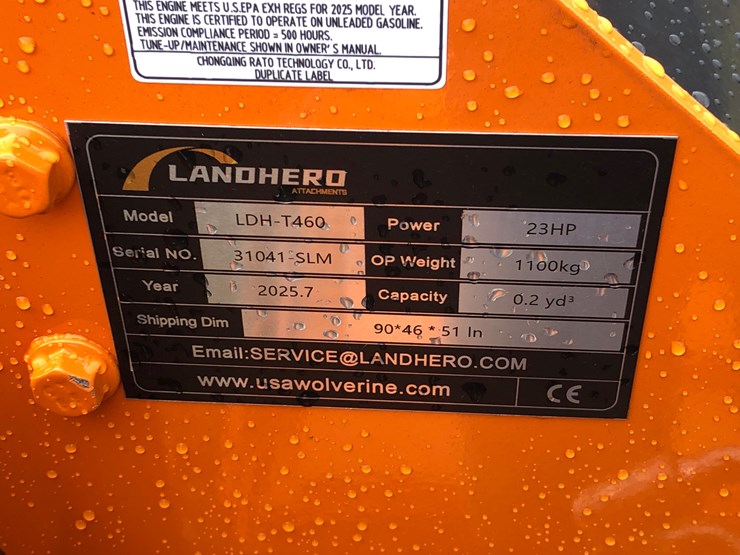 THIS ENGINE MEETS U.S.EPA EXH REGS FOR 2025 MODEL YEAR.
THIS ENGINE IS CERTIFIED TO OPERATE ON UNLEADED GASOLINE.
EMISSION COMPLIANCE PERIOD = 500 HOURS.
TUNE-UP/MAINTENANCE SHOWN IN OWNER' S MANUAL.
CHONGQING RATO TECHNOLOGY CO., LTD.
DUPLICATE LABEL
LANDHERO
ATTACHMENTS
Model LDH-T460 Power 23HP
Serial NO. 31041-SLM OP Weight 1100kg
Year 2025.7 Capacity 0.2 yd³
Shipping Dim 90*46 * 51 In
Email:SERVICE@LANDHERO.COM
www.usawolverine.com CE